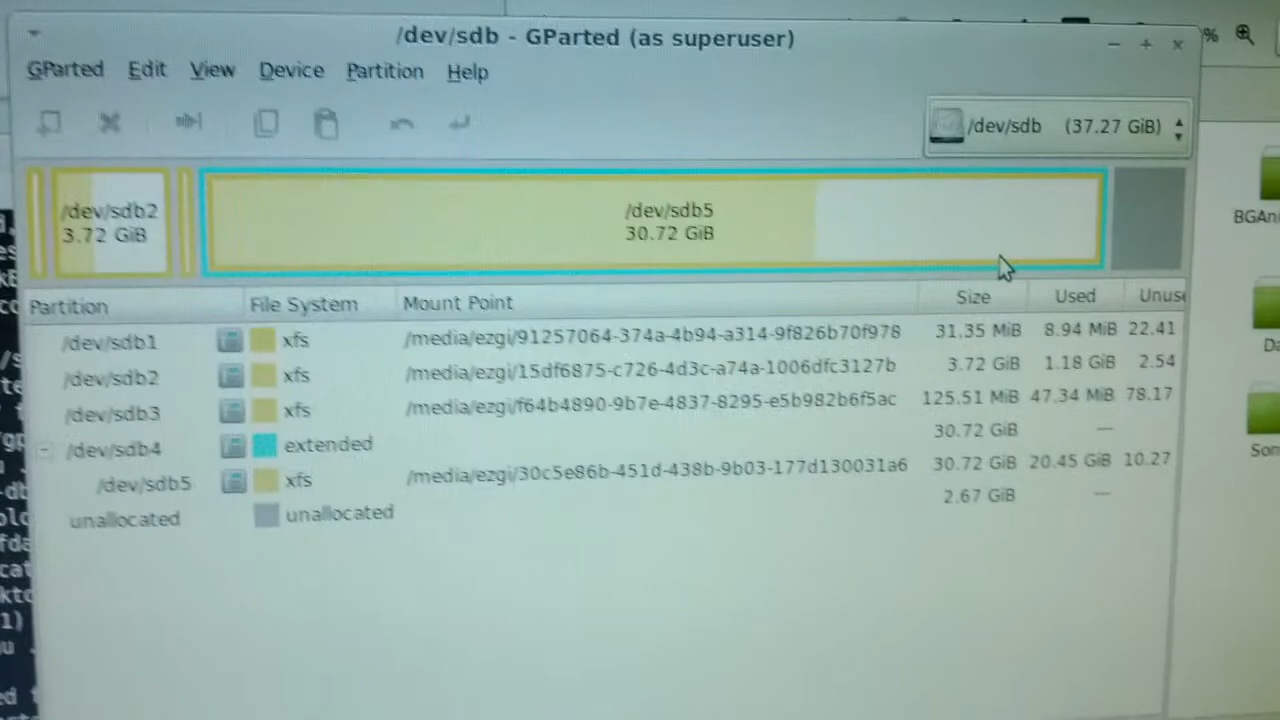 /dev/sdb - GParted (as superuser)
%
GParted Edit View Device Partition Help
/dev/sdb (37.27 GiB)
/dev/sdb2
3.72 GiB
/dev/sdb5
30.72 GiB
Partition File System Mount Point Size Used Unuse
/dev/sdb1 xfs /media/ezgi/91257064-374a-4b94-a314-9f826b70f978 31.35 MiB 8.94 MiB 22.41
/dev/sdb2 xfs /media/ezgi/15df6875-c726-4d3c-a74a-1006dfc3127b 3.72 GiB 1.18 GiB 2.54
/dev/sdb3 xfs /media/ezgi/f64b4890-9b7e-4837-8295-e5b982b6f5ac 125.51 MiB 47.34 MiB 78.17
/dev/sdb4 extended 30.72 GiB —
/dev/sdb5 xfs /media/ezgi/30c5e86b-451d-438b-9b03-177d130031a6 30.72 GiB 20.45 GiB 10.27
unallocated unallocated 2.67 GiB —
BGAn
Da
Son